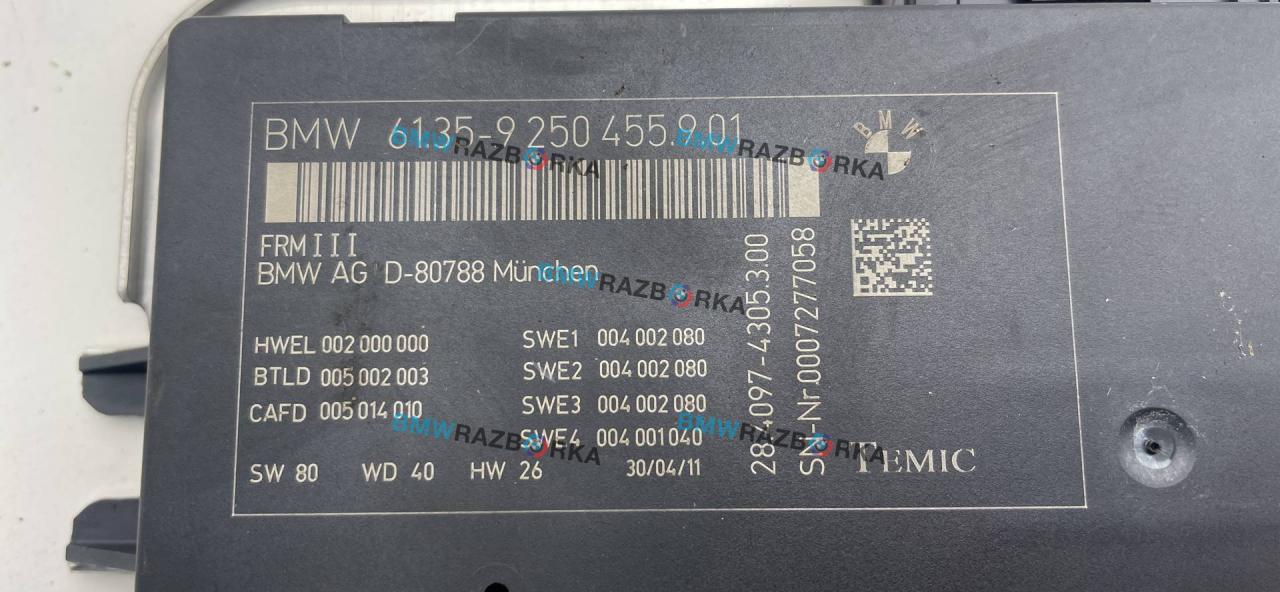 BMW 6135-9 250 455.9 01
BMW
BMWRAZBORKA
BMWRAZBORKA
FRMIII
BMW AG D-80788 München
BMWRAZBORKA
HWEL 002 000 000
BTLD 005 002 003
CAFD 005 014 010
SWE1 004 002 080
SWE2 004 002 080
SWE3 004 002 080
SWE4 004 001 040
BMWRAZBORKA
BMWRAZBORKA
SW 80 WD 40 HW 26 30/04/11
284097-4305.3.00
SN-Nr.0007277058
TEMIC